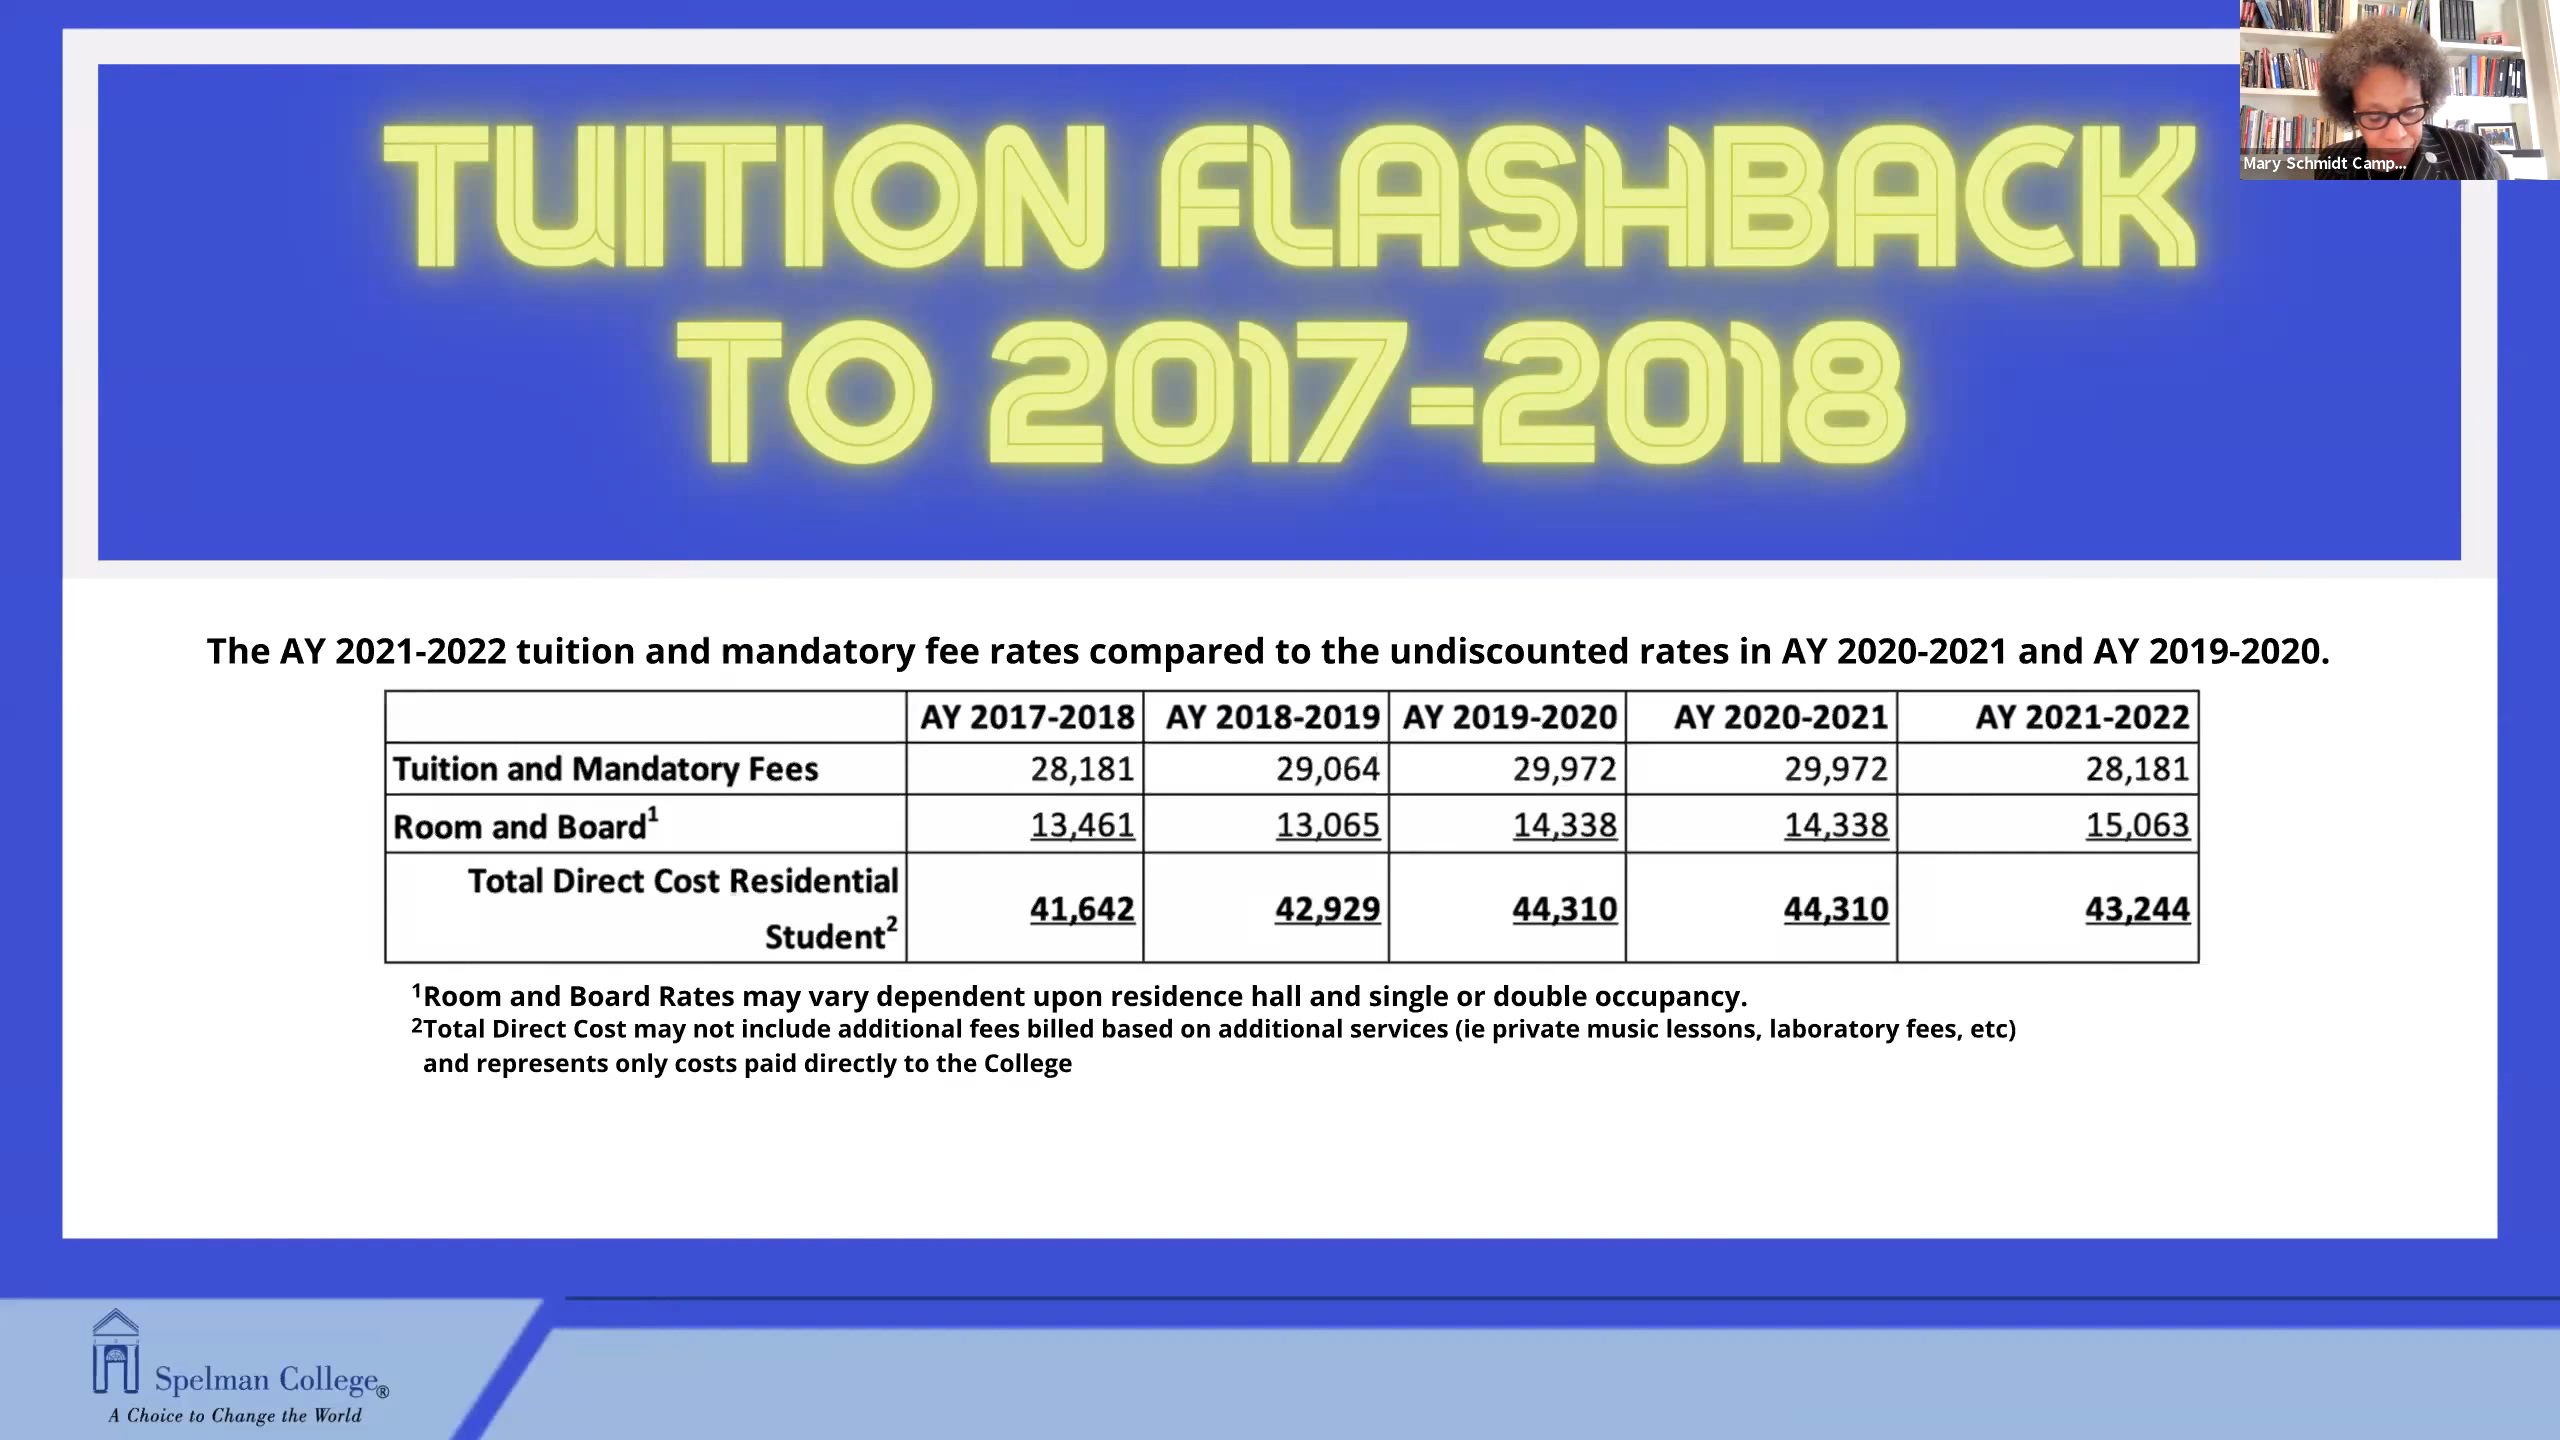 TUITION FLASHBACK
TO 2017-2018
Mary Schmidt Camp...
The AY 2021-2022 tuition and mandatory fee rates compared to the undiscounted rates in AY 2020-2021 and AY 2019-2020.
AY 2017-2018 AY 2018-2019 AY 2019-2020 AY 2020-2021 AY 2021-2022
Tuition and Mandatory Fees 28,181 29,064 29,972 29,972 28,181
Room and Board¹ 13,461 13,065 14,338 14,338 15,063
Total Direct Cost Residential
Student² 41,642 42,929 44,310 44,310 43,244
¹Room and Board Rates may vary dependent upon residence hall and single or double occupancy.
²Total Direct Cost may not include additional fees billed based on additional services (ie private music lessons, laboratory fees, etc)
and represents only costs paid directly to the College
Spelman College®
A Choice to Change the World